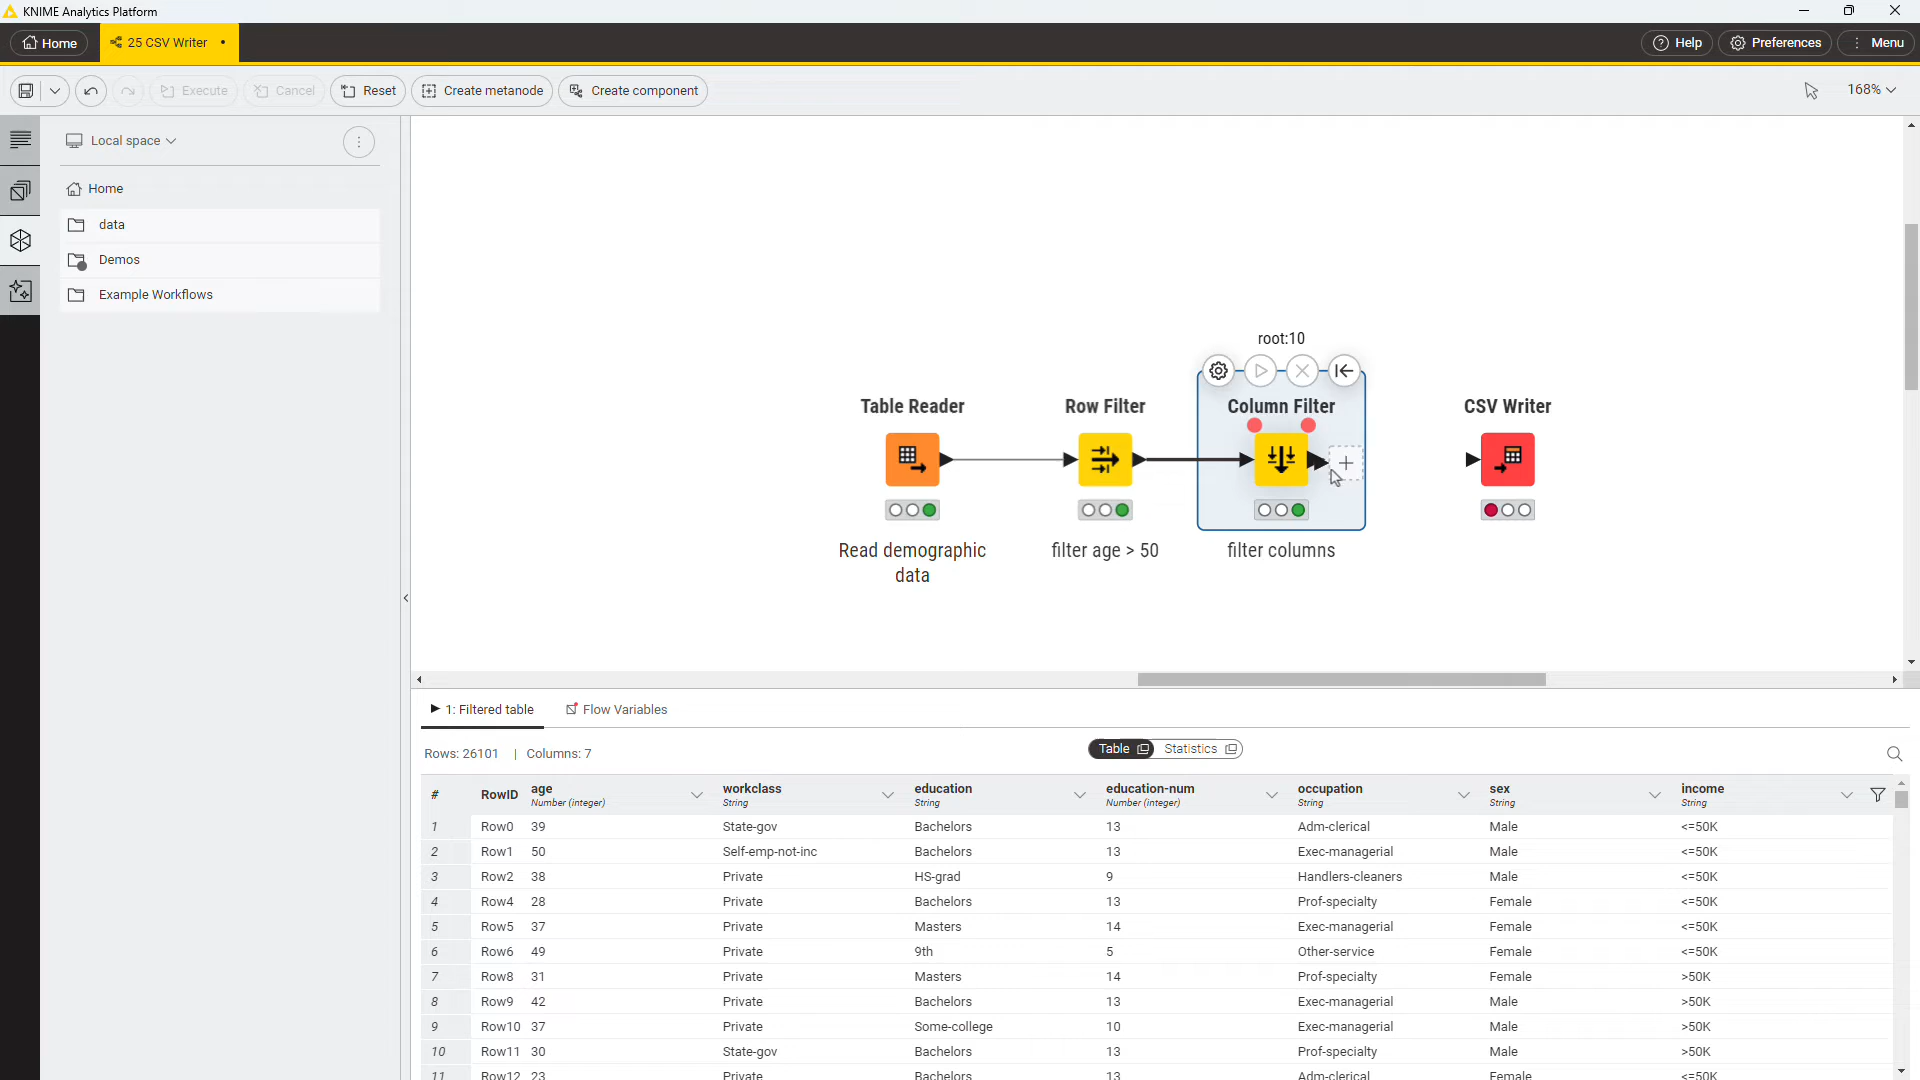 KNIME Analytics Platform
Home
25 CSV Writer •
Help
Preferences
Menu
Execute
Cancel
Reset
Create metanode
Create component
168%
Local space
Home
data
Demos
Example Workflows
root:10
Table Reader
Row Filter
Column Filter
CSV Writer
Read demographic
data
filter age > 50
filter columns
1: Filtered table
Flow Variables
Rows: 26101 | Columns: 7
Table
Statistics
# RowID age workclass education education-num occupation sex income
Number (integer) String String Number (integer) String String String
1 Row0 39 State-gov Bachelors 13 Adm-clerical Male <=50K
2 Row1 50 Self-emp-not-inc Bachelors 13 Exec-managerial Male <=50K
3 Row2 38 Private HS-grad 9 Handlers-cleaners Male <=50K
4 Row4 28 Private Bachelors 13 Prof-specialty Female <=50K
5 Row5 37 Private Masters 14 Exec-managerial Female <=50K
6 Row6 49 Private 9th 5 Other-service Female <=50K
7 Row8 31 Private Masters 14 Prof-specialty Female >50K
8 Row9 42 Private Bachelors 13 Exec-managerial Male >50K
9 Row10 37 Private Some-college 10 Exec-managerial Male >50K
10 Row11 30 State-gov Bachelors 13 Prof-specialty Male >50K
11 Row12 23 Private Bachelors 13 Adm-clerical Female <=50K